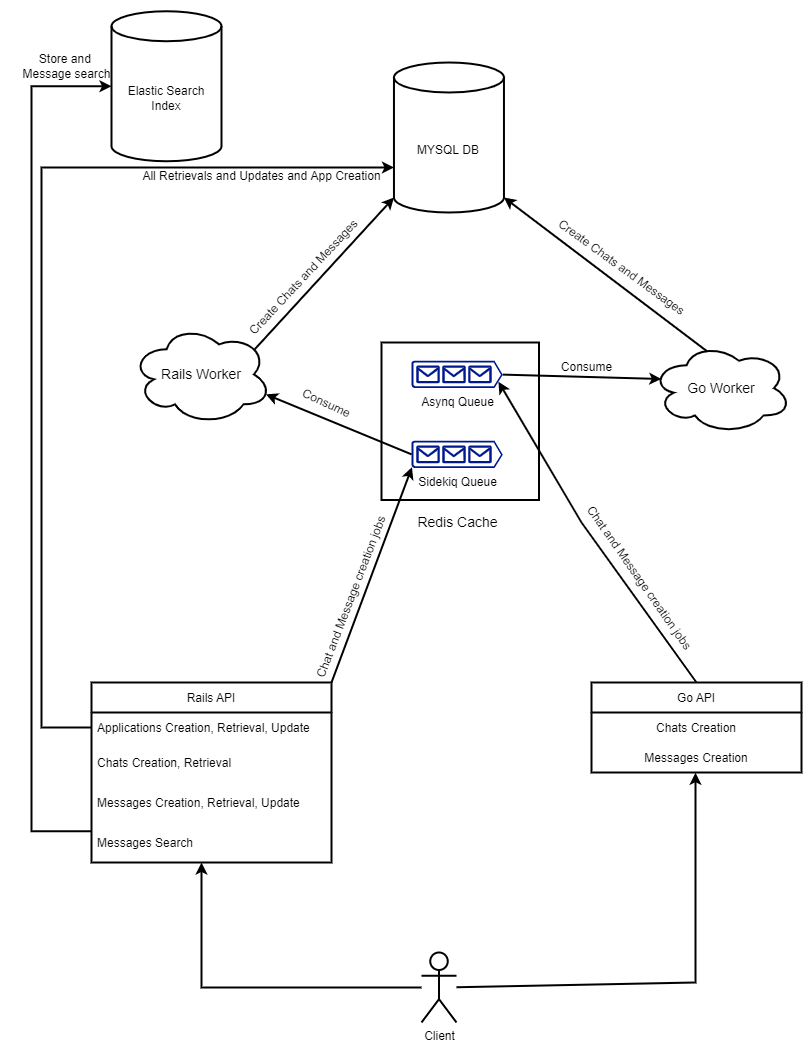 Store and
Message search
Elastic Search
Index
MYSQL DB
All Retrievals and Updates and App Creation
Create Chats and Messages
Create Chats and Messages
Rails Worker
Consume
Asynq Queue
Consume
Go Worker
Sidekiq Queue
Redis Cache
Chat and Message creation jobs
Chat and Message creation jobs
Rails API
Applications Creation, Retrieval, Update
Chats Creation, Retrieval
Messages Creation, Retrieval, Update
Messages Search
Go API
Chats Creation
Messages Creation
Client